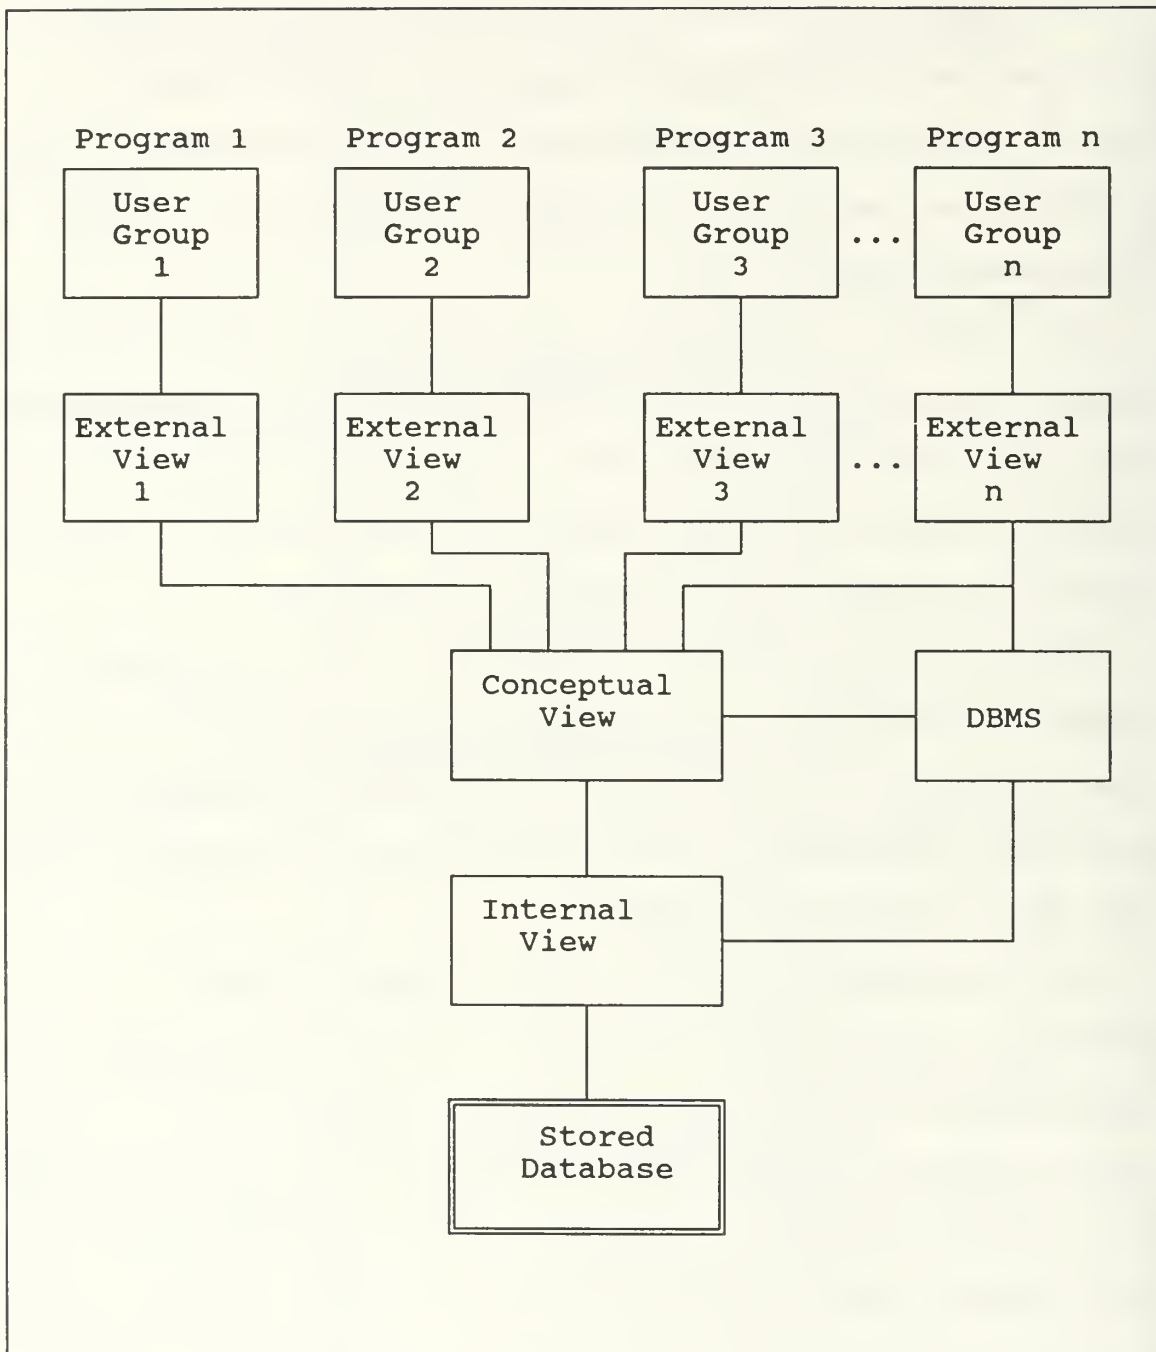 Program 1
Program 2
Program 3
Program n
User
Group
1
User
Group
2
User
Group
3
...
User
Group
n
External
View
1
External
View
2
External
View
3
...
External
View
n
Conceptual
View
DBMS
Internal
View
Stored
Database